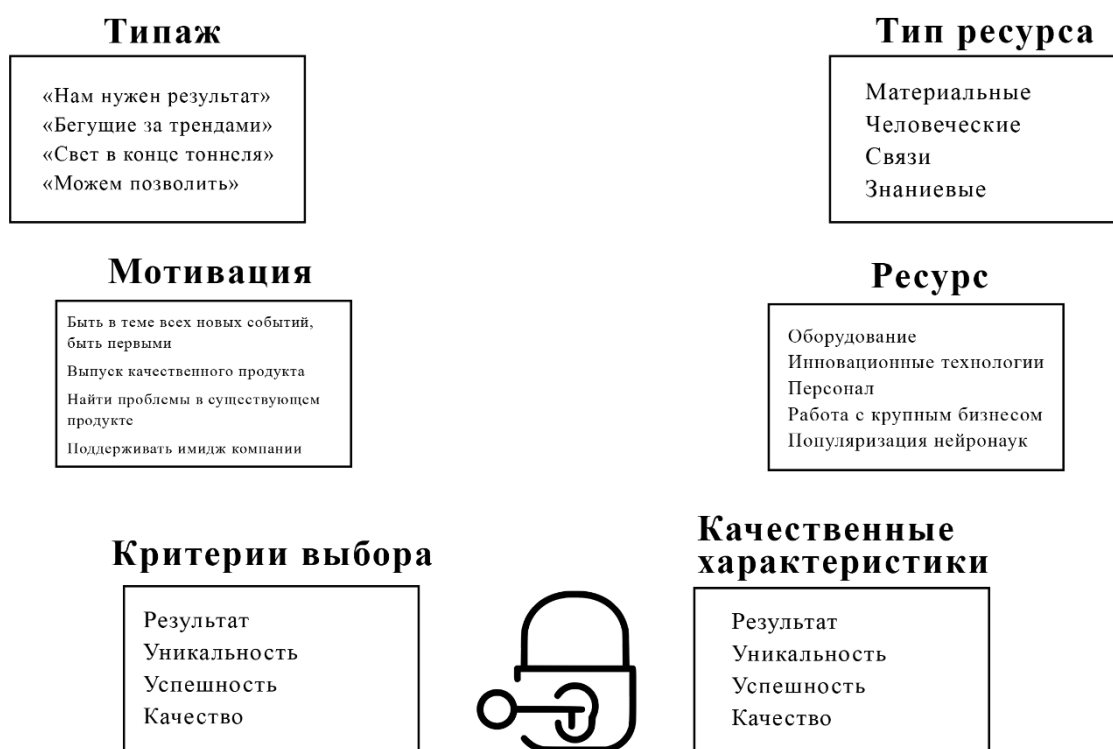 Типаж
«Нам нужен результат»
«Бегущие за трендами»
«Свет в конце тоннеля»
«Можем позволить»
Тип ресурса
Материальные
Человеческие
Связи
Знаниевые
Мотивация
Быть в теме всех новых событий,
быть первыми
Выпуск качественного продукта
Найти проблемы в существующем
продукте
Поддерживать имидж компании
Ресурс
Оборудование
Инновационные технологии
Персонал
Работа с крупным бизнесом
Популяризация нейронаук
Критерии выбора
Результат
Уникальность
Успешность
Качество
Качественные
характеристики
Результат
Уникальность
Успешность
Качество